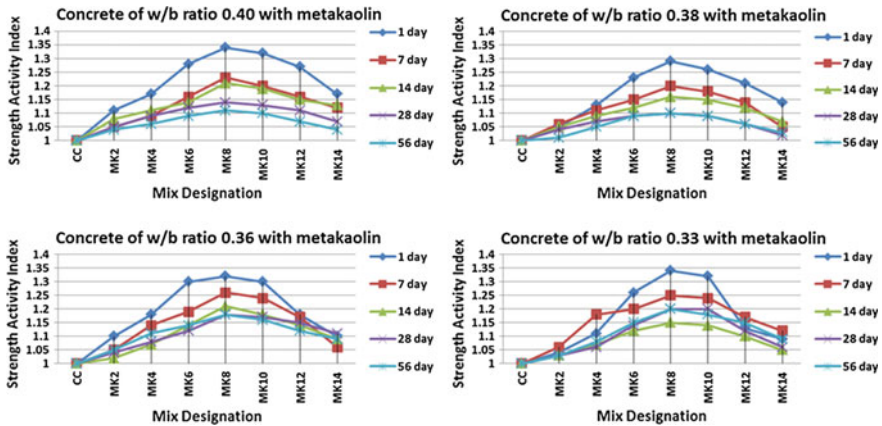 Concrete of w/b ratio 0.40 with metakaolin
Strength Activity Index
1.4
1.35
1.3
1.25
1.2
1.15
1.1
1.05
1
CC
MK2
MK4
MK6
MK8
MK10
MK12
MK14
Mix Designation
1 day
7 day
14 day
28 day
56 day
Concrete of w/b ratio 0.38 with metakaolin
Strength Activity Index
1.4
1.35
1.3
1.25
1.2
1.15
1.1
1.05
1
CC
MK2
MK4
MK6
MK8
MK10
MK12
MK14
Mix Designation
1 day
7 day
14 day
28 day
56 day
Concrete of w/b ratio 0.36 with metakaolin
Strength Activity Index
1.4
1.35
1.3
1.25
1.2
1.15
1.1
1.05
1
CC
MK2
MK4
MK6
MK8
MK10
MK12
MK14
Mix Designation
1 day
7 day
14 day
28 day
56 day
Concrete of w/b ratio 0.33 with metakaolin
Strength Activity Index
1.4
1.35
1.3
1.25
1.2
1.15
1.1
1.05
1
CC
MK2
MK4
MK6
MK8
MK10
MK12
MK14
Mix Designation
1 day
7 day
14 day
28 day
56 day